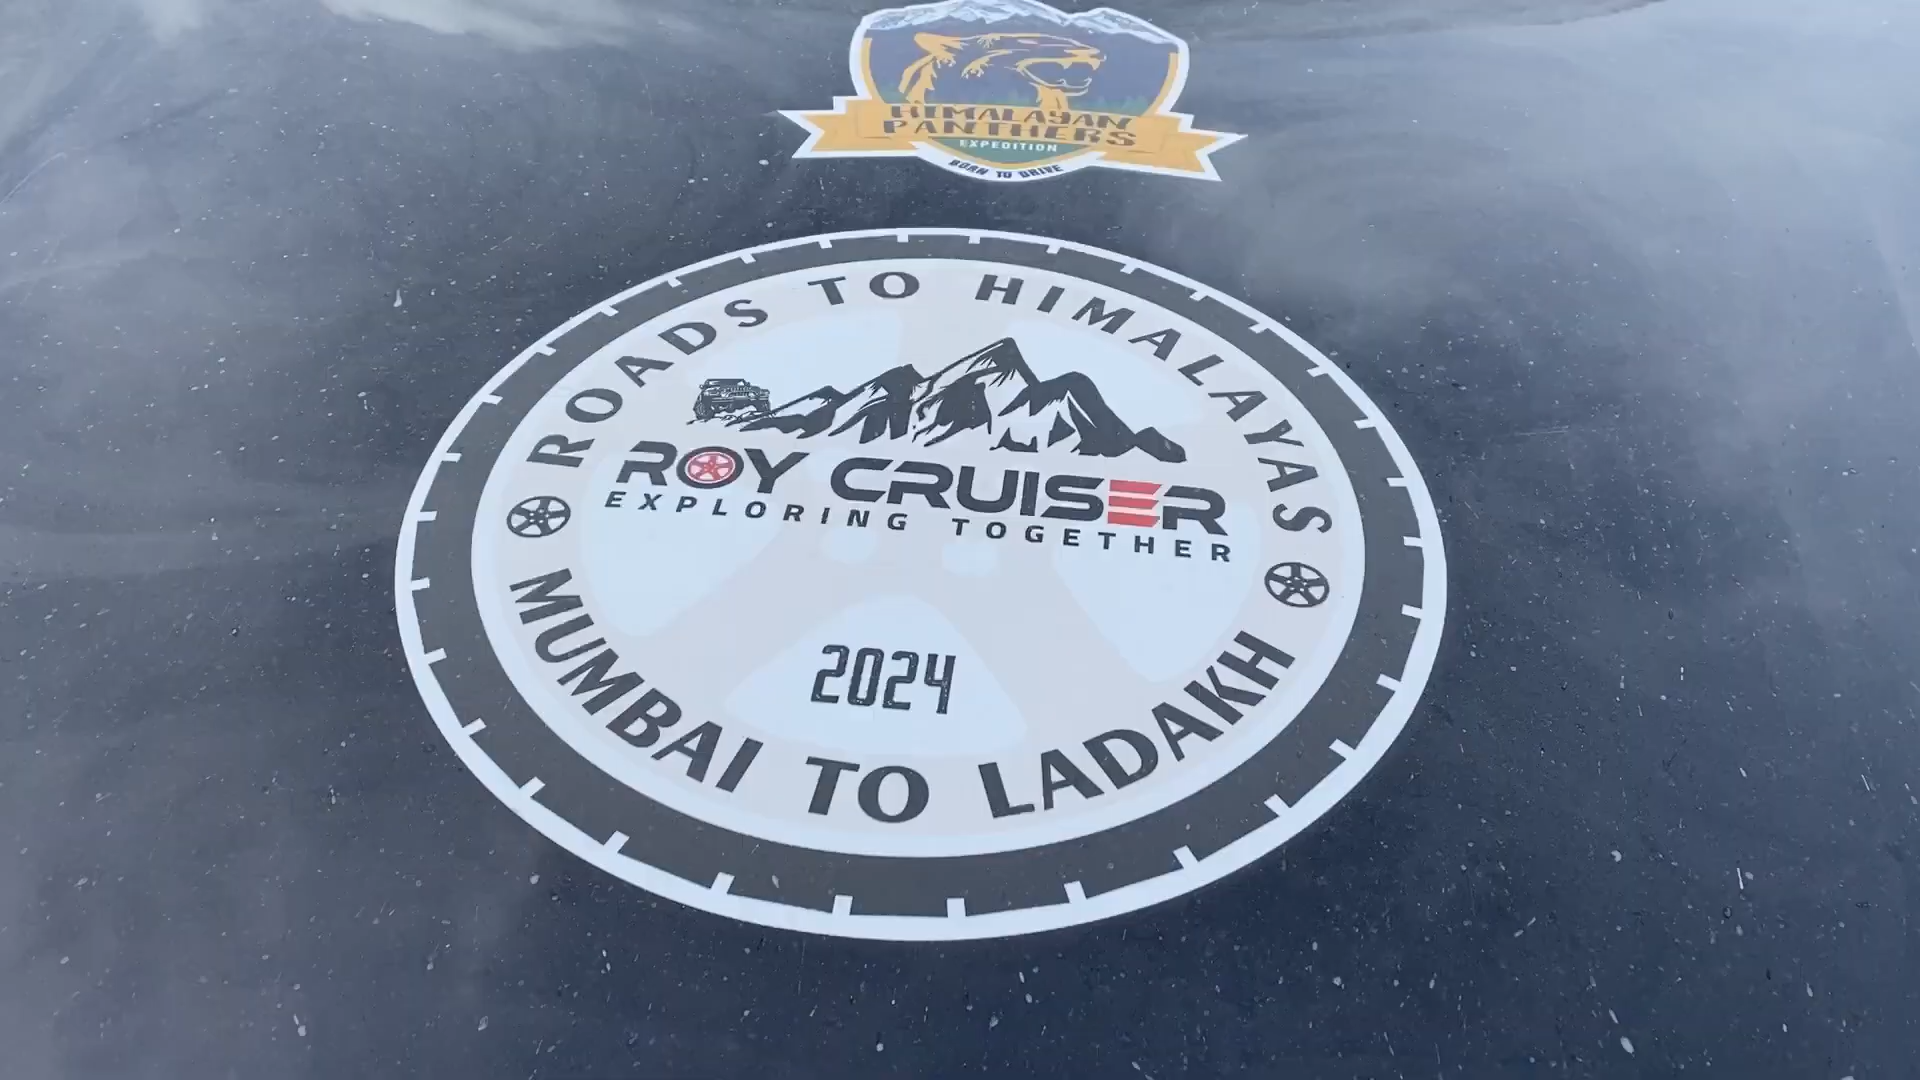 HIMALAYAN
PANTHERS
EXPEDITION
BORN TO DRIVE
ROADS TO HIMALAYAS
ROY CRUISER
EXPLORING TOGETHER
2024
MUMBAI TO LADAKH